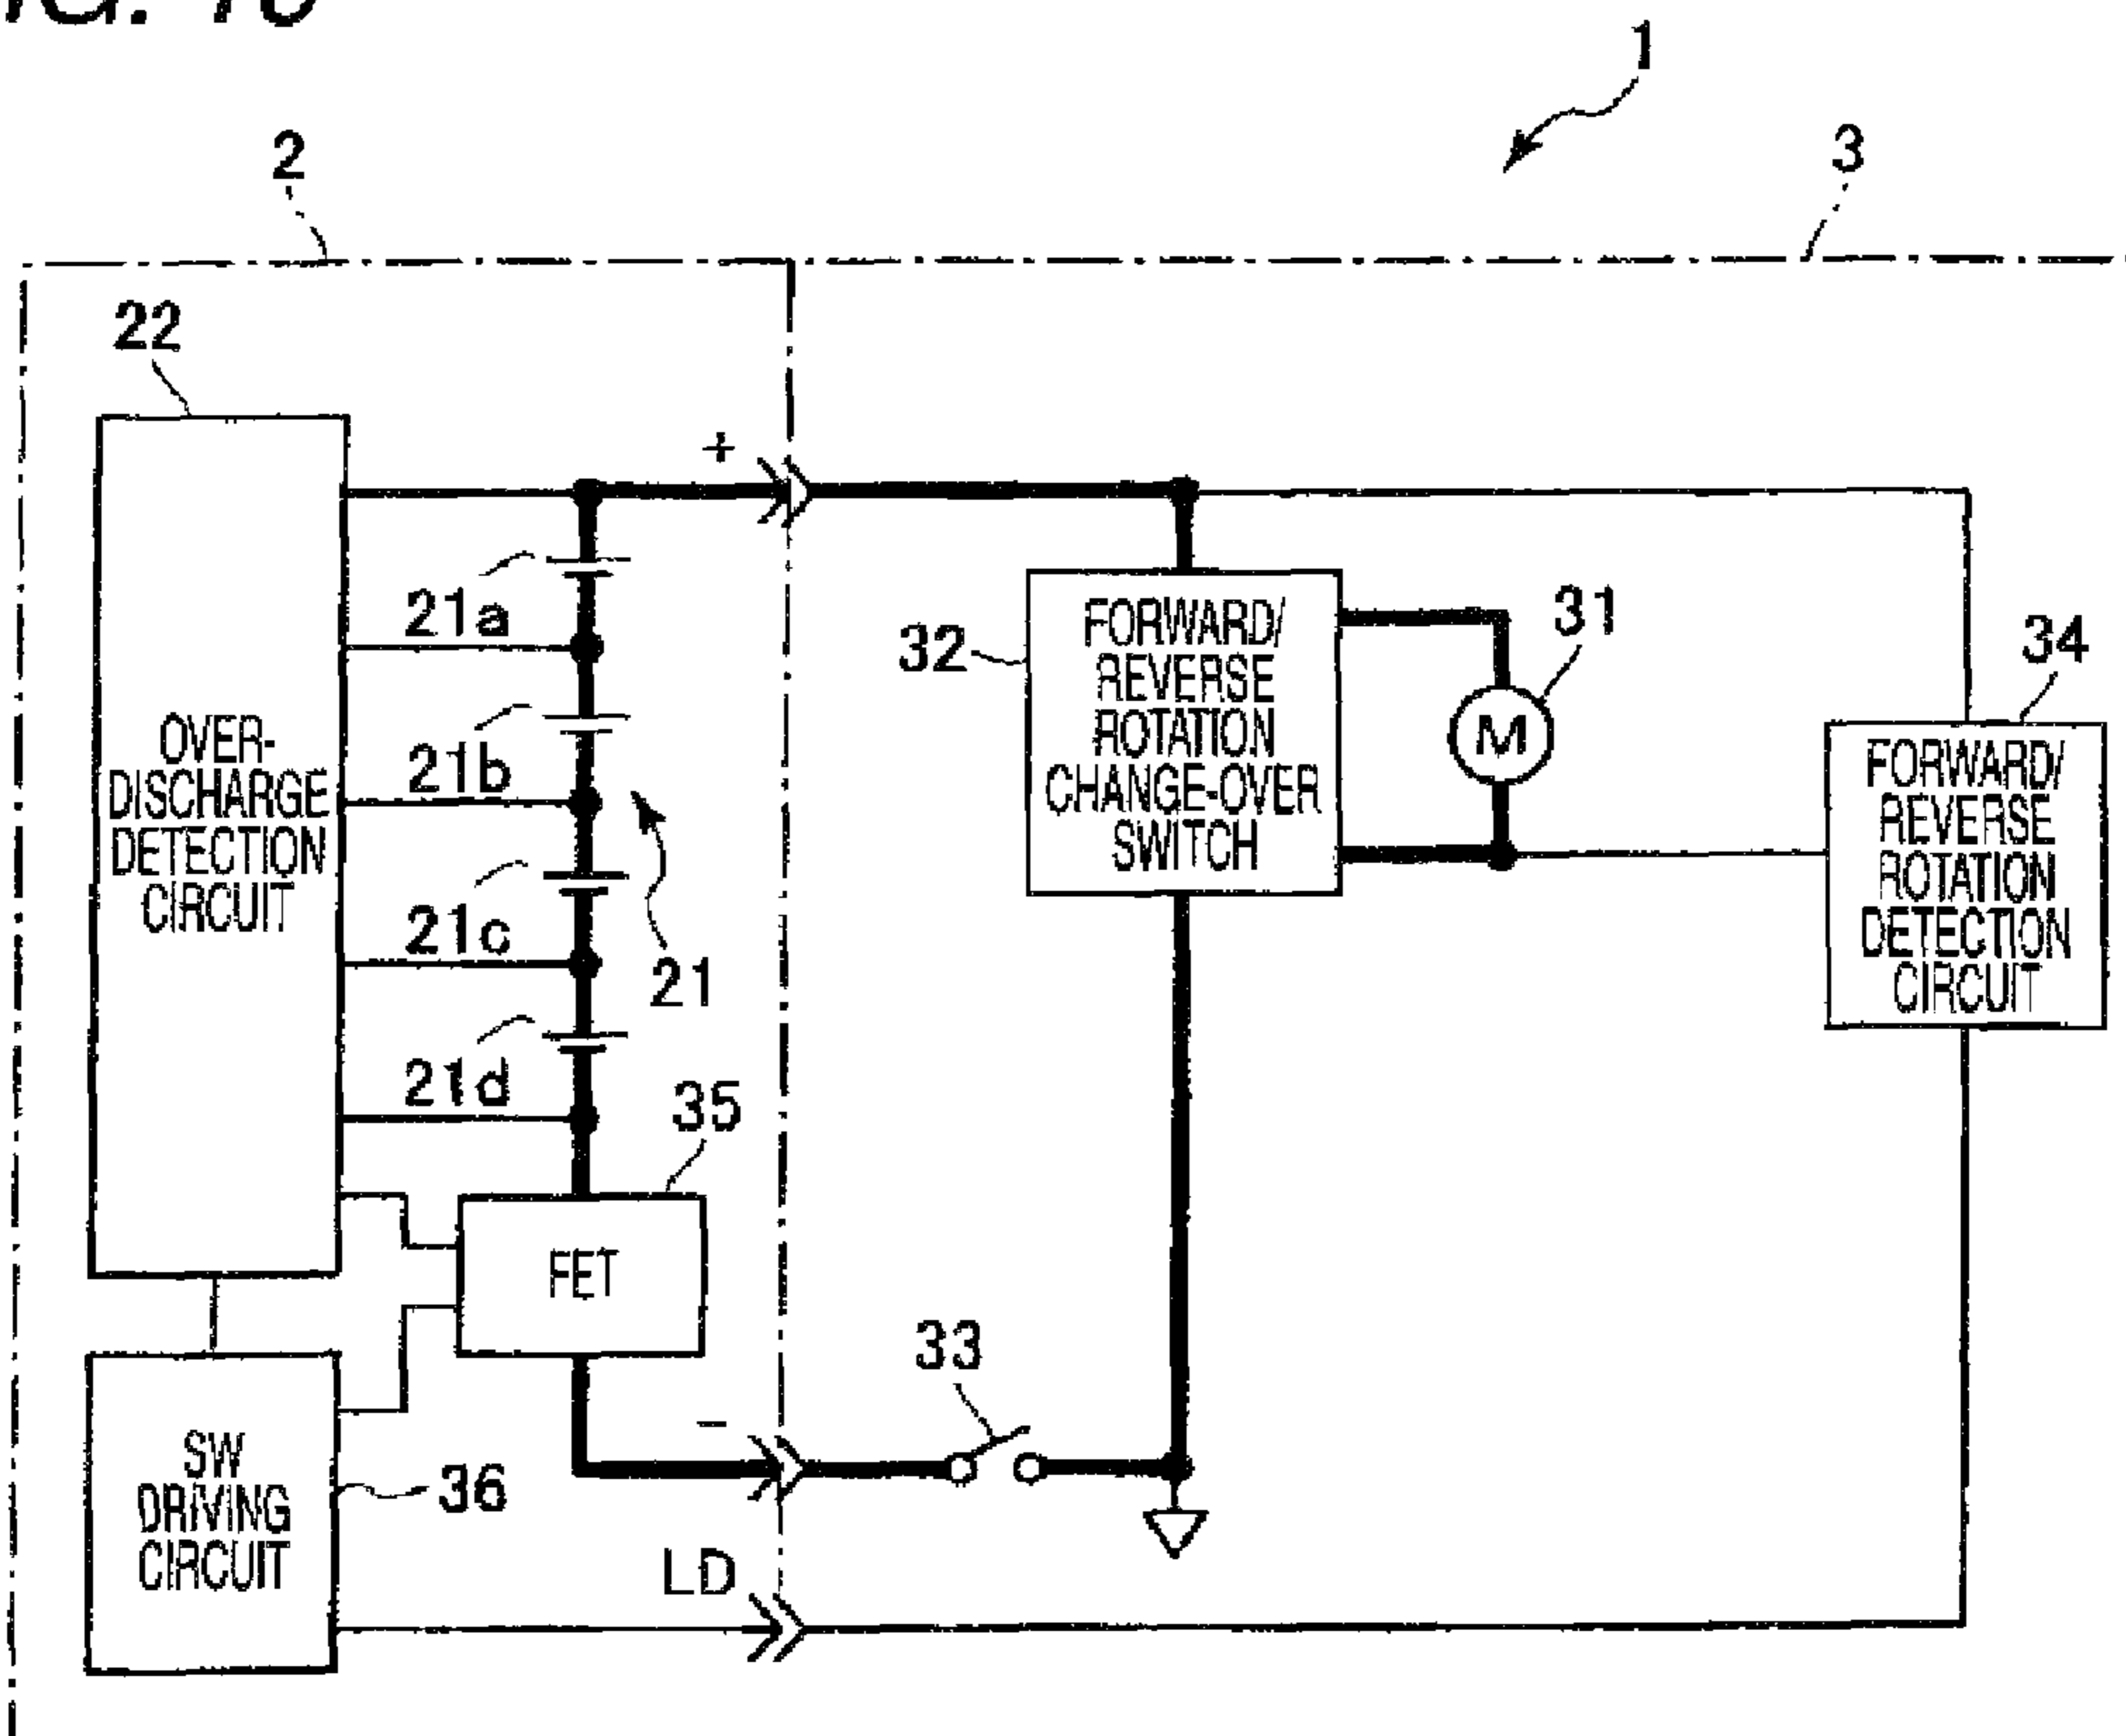 1
2
3
22
+
21a
21b
21c
21d
21
OVER-
DISCHARGE
DETECTION
CIRCUIT
32
FORWARD/
REVERSE
ROTATION
CHANGE-OVER
SWITCH
31
M
34
FORWARD/
REVERSE
ROTATION
DETECTION
CIRCUIT
35
FET
33
-
SW
DRIVING
CIRCUIT
36
LD